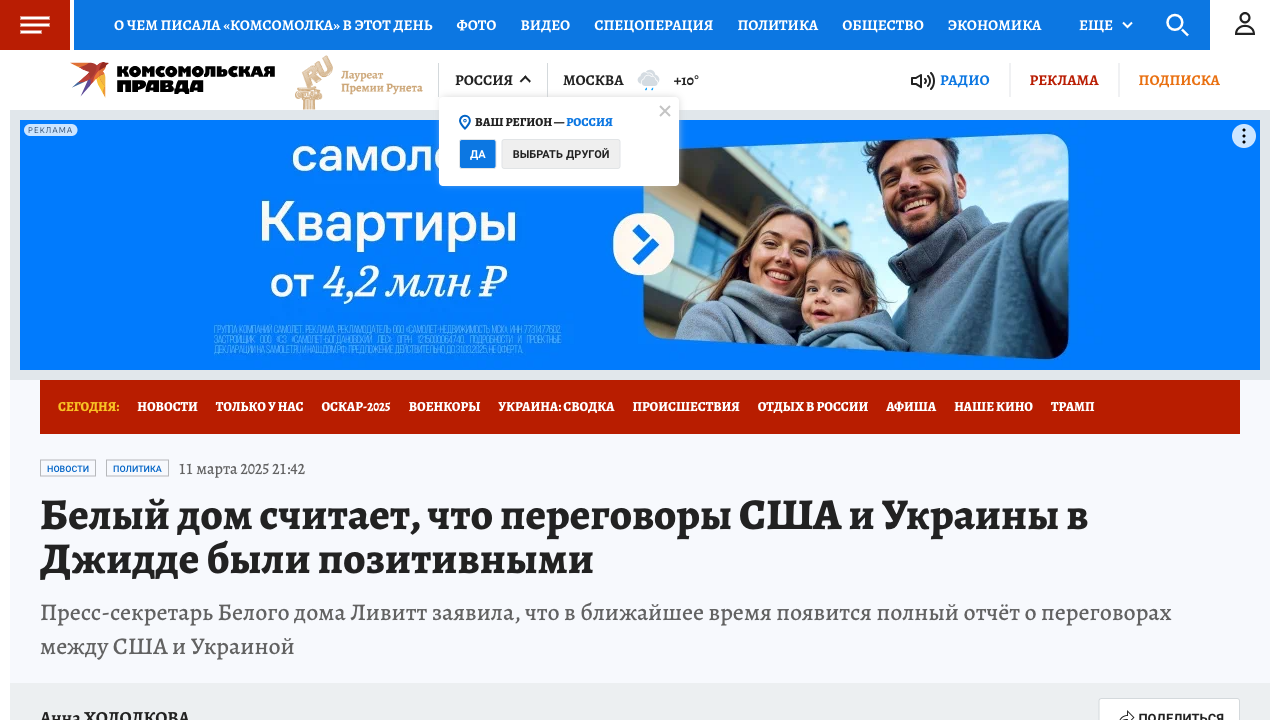 О ЧЕМ ПИСАЛА «КОМСОМОЛКА» В ЭТОТ ДЕНЬ ФОТО ВИДЕО СПЕЦОПЕРАЦИЯ ПОЛИТИКА ОБЩЕСТВО ЭКОНОМИКА ЕЩЕ
КОМСОМОЛЬСКАЯ
ПРАВДА
RU
Лауреат
Премии Рунета
РОССИЯ
МОСКВА +10°
РАДИО РЕКЛАМА ПОДПИСКА
ВАШ РЕГИОН — РОССИЯ
ДА ВЫБРАТЬ ДРУГОЙ
РЕКЛАМА
Квартиры
от 4,2 млн ₽
СЕГОДНЯ: НОВОСТИ ТОЛЬКО У НАС ОСКАР-2025 ВОЕНКОРЫ УКРАИНА: СВОДКА ПРОИСШЕСТВИЯ ОТДЫХ В РОССИИ АФИША НАШЕ КИНО ТРАМП
НОВОСТИ ПОЛИТИКА 11 марта 2025 21:42
Белый дом считает, что переговоры США и Украины в
Джидде были позитивными
Пресс-секретарь Белого дома Ливитт заявила, что в ближайшее время появится полный отчёт о переговорах
между США и Украиной
Анна ХОЛОДКОВА
ПОДЕЛИТЬСЯ